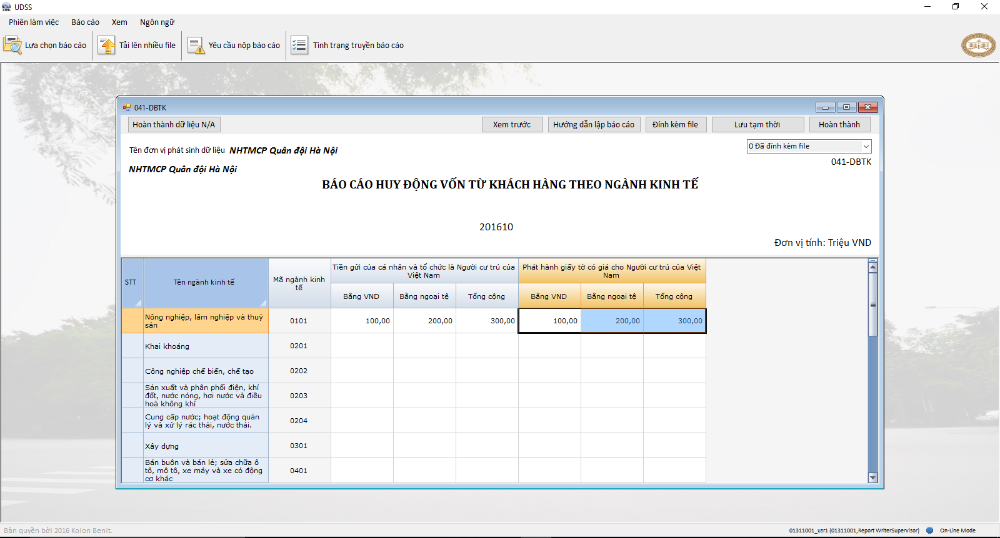 UDSS
Phiên làm việc Báo cáo Xem Ngôn ngữ
Lựa chọn báo cáo Tải lên nhiều file Yêu cầu nộp báo cáo Tình trạng truyền báo cáo
041-DBTK
Hoàn thành dữ liệu N/A Xem trước Hướng dẫn lập báo cáo Đính kèm file Lưu tạm thời Hoàn thành
Tên đơn vị phát sinh dữ liệu NHTMCP Quân đội Hà Nội
0 Đã đính kèm file
041-DBTK
NHTMCP Quân đội Hà Nội
BÁO CÁO HUY ĐỘNG VỐN TỪ KHÁCH HÀNG THEO NGÀNH KINH TẾ
201610
Đơn vị tính: Triệu VND
STT
Tên ngành kinh tế
Mã ngành kinh
tế
Tiền gửi của cá nhân và tổ chức là Người cư trú của
Việt Nam
Phát hành giấy tờ có giá cho Người cư trú của Việt
Nam
Bằng VND Bằng ngoại tệ Tổng cộng Bằng VND Bằng ngoại tệ Tổng cộng
Nông nghiệp, lâm nghiệp và thuỷ
sản
0101 100,00 200,00 300,00 100,00 200,00 300,00
Khai khoáng 0201
Công nghiệp chế biến, chế tạo 0202
Sản xuất và phân phối điện, khí
đốt, nước nóng, hơi nước và điều
hoà không khí
0203
Cung cấp nước; hoạt động quản
lý và xử lý rác thải, nước thải.
0204
Xây dựng 0301
Bán buôn và bán lẻ; sửa chữa ô
tô, mô tô, xe máy và xe có động
cơ khác
0401
Bản quyền bởi 2016 Kolon Benit.
01311001_usr1 (01311001,Report WriterSupervisor) On-Line Mode